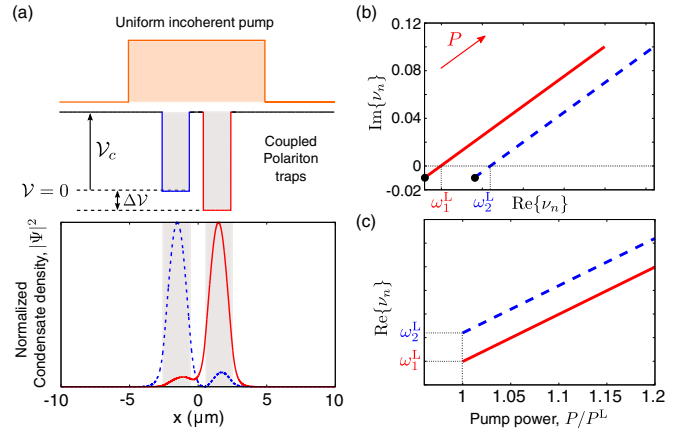 (a)
Uniform incoherent pump
𝒱c
Coupled
Polariton
traps
𝒱 = 0
Δ𝒱
Normalized
Condensate density, |Ψ|²
-10
-5
0
5
10
x (μm)
(b)
P
Im{νₙ}
0.12
0.08
0.04
0
-0.02
ω₁ᴸ
ω₂ᴸ
Re{νₙ}
(c)
Re{νₙ}
ω₂ᴸ
ω₁ᴸ
1
1.05
1.1
1.15
1.2
Pump power, P/Pᴸ